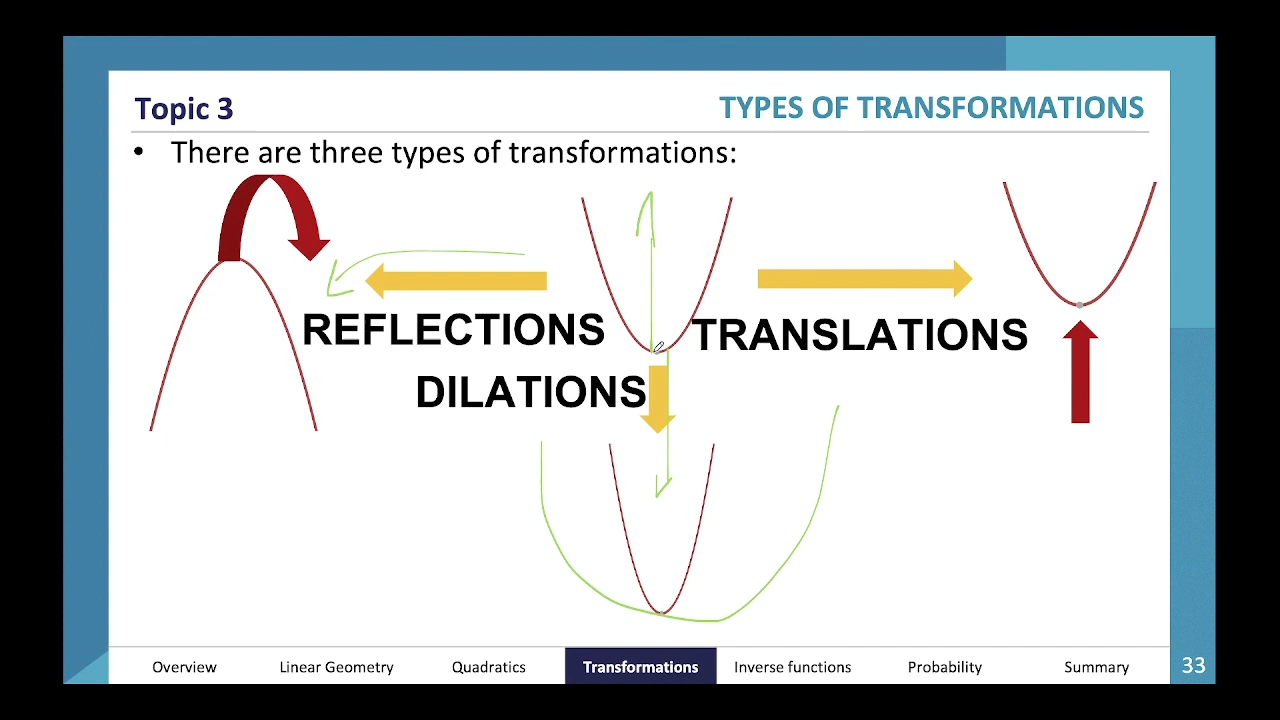 Topic 3
TYPES OF TRANSFORMATIONS
• There are three types of transformations:
REFLECTIONS
TRANSLATIONS
DILATIONS
Overview
Linear Geometry
Quadratics
Transformations
Inverse functions
Probability
Summary
33